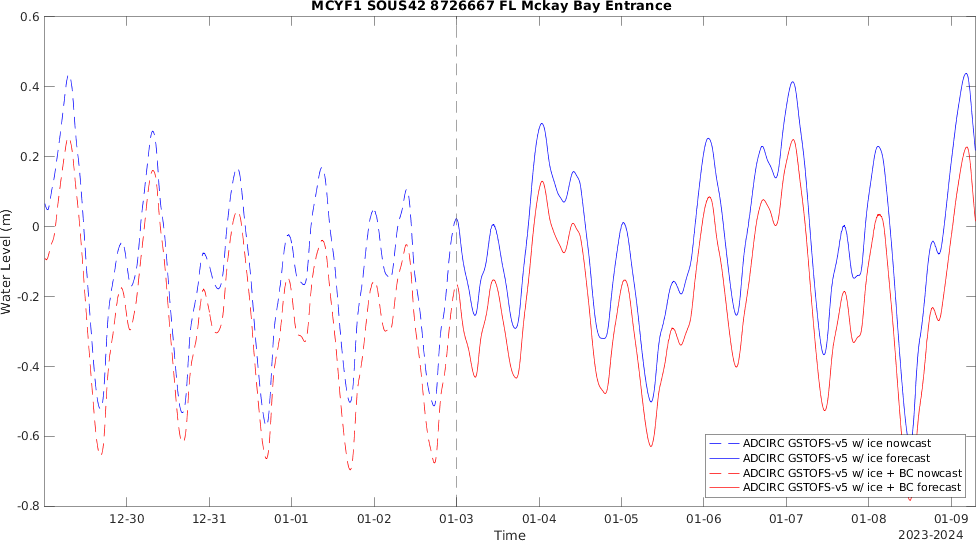 MCYF1 SOUS42 8726667 FL Mckay Bay Entrance
0.6
0.4
0.2
0
-0.2
-0.4
-0.6
-0.8
Water Level (m)
12-30
12-31
01-01
01-02
01-03
01-04
01-05
01-06
01-07
01-08
01-09
Time
2023-2024
ADCIRC GSTOFS-v5 w/ ice nowcast
ADCIRC GSTOFS-v5 w/ ice forecast
ADCIRC GSTOFS-v5 w/ ice + BC nowcast
ADCIRC GSTOFS-v5 w/ ice + BC forecast